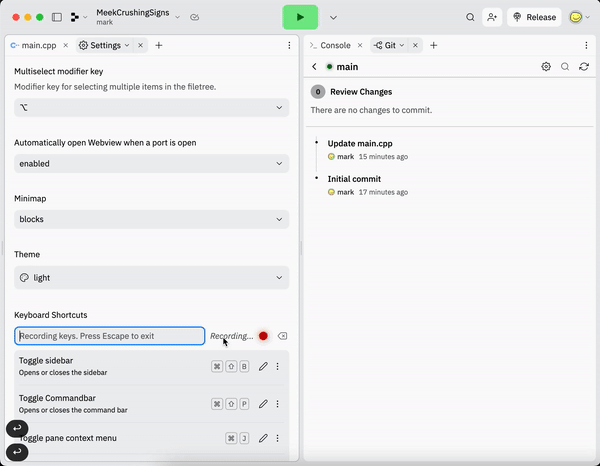 MeekCrushingSigns
mark
Release
main.cpp
Settings
Console
Git
Multiselect modifier key
Modifier key for selecting multiple items in the filetree.
⌥
Automatically open Webview when a port is open
enabled
Minimap
blocks
Theme
light
Keyboard Shortcuts
Recording keys. Press Escape to exit
Recording...
Toggle sidebar
Opens or closes the sidebar
⌘ ⇧ B
Toggle Commandbar
Opens or closes the command bar
⌘ ⇧ P
Toggle pane context menu
⌘ J
main
0 Review Changes
There are no changes to commit.
Update main.cpp
mark 15 minutes ago
Initial commit
mark 17 minutes ago